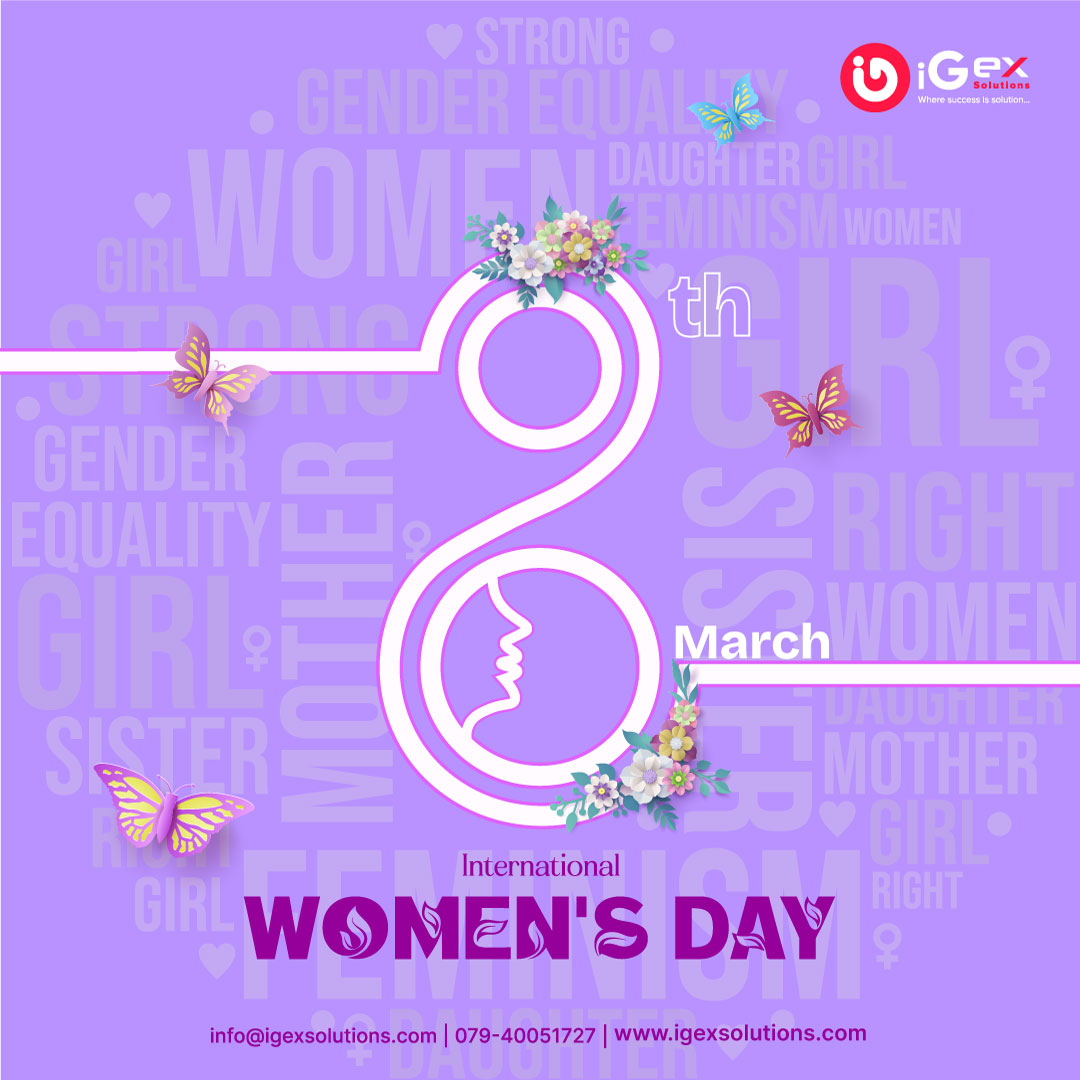 STRONG
iGex
Solutions
Where success is solution...
GENDER EQUALITY
WOMEN
DAUGHTER GIRL
FEMINISM WOMEN
GIRL
8
th
GIRL
STRONG
GENDER
EQUALITY
MOTHER
SISTER
RIGHT
GIRL
WOMEN
March
DAUGHTER
SISTER
MOTHER
RIGHT
GIRL
GIRL
RIGHT
FEMINISM
International
WOMEN'S DAY
info@igexsolutions.com | 079-40051727 | www.igexsolutions.com
DAUGHTER